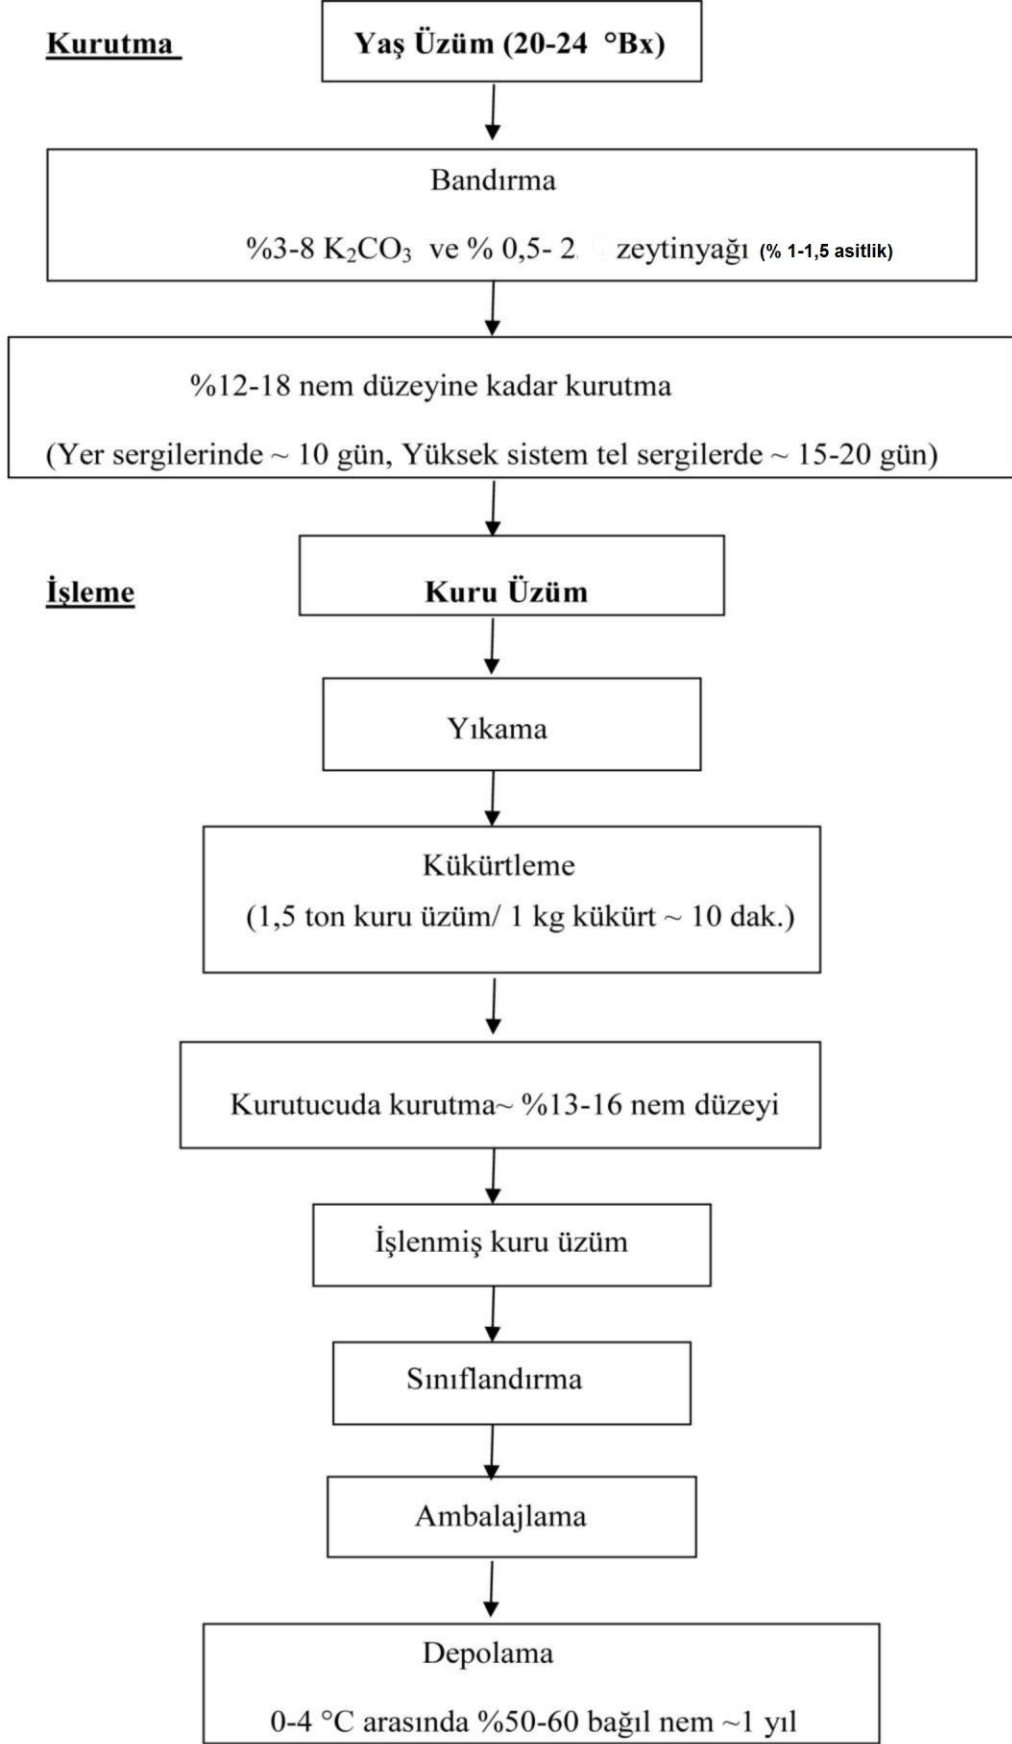 Kurutma
Yaş Üzüm (20-24 °Bx)
Bandırma
%3-8 K₂CO₃ ve % 0,5- 2 zeytinyağı (% 1-1,5 asitlik)
%12-18 nem düzeyine kadar kurutma
(Yer sergilerinde ~ 10 gün, Yüksek sistem tel sergilerde ~ 15-20 gün)
İşleme
Kuru Üzüm
Yıkama
Kükürtleme
(1,5 ton kuru üzüm/ 1 kg kükürt ~ 10 dak.)
Kurutucuda kurutma~ %13-16 nem düzeyi
İşlenmiş kuru üzüm
Sınıflandırma
Ambalajlama
Depolama
0-4 °C arasında %50-60 bağıl nem ~1 yıl